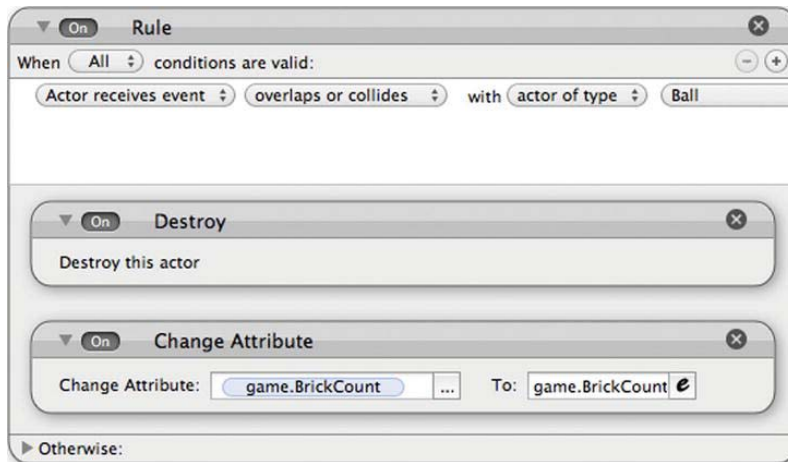 On Rule
When All conditions are valid:
Actor receives event overlaps or collides with actor of type Ball
On Destroy
Destroy this actor
On Change Attribute
Change Attribute: game.BrickCount ... To: game.BrickCount e
Otherwise: